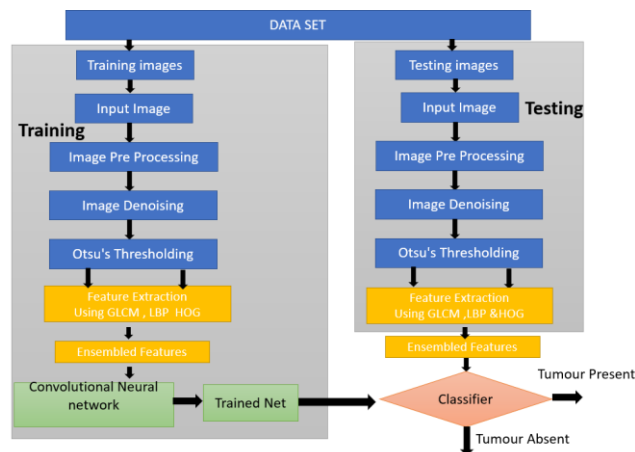 DATA SET
Training images
Input Image
Training
Image Pre Processing
Image Denoising
Otsu's Thresholding
Feature Extraction
Using GLCM , LBP HOG
Ensembled Features
Convolutional Neural
network
Trained Net
Testing images
Input Image
Testing
Image Pre Processing
Image Denoising
Otsu's Thresholding
Feature Extraction
Using GLCM ,LBP &HOG
Ensembled Features
Classifier
Tumour Present
Tumour Absent